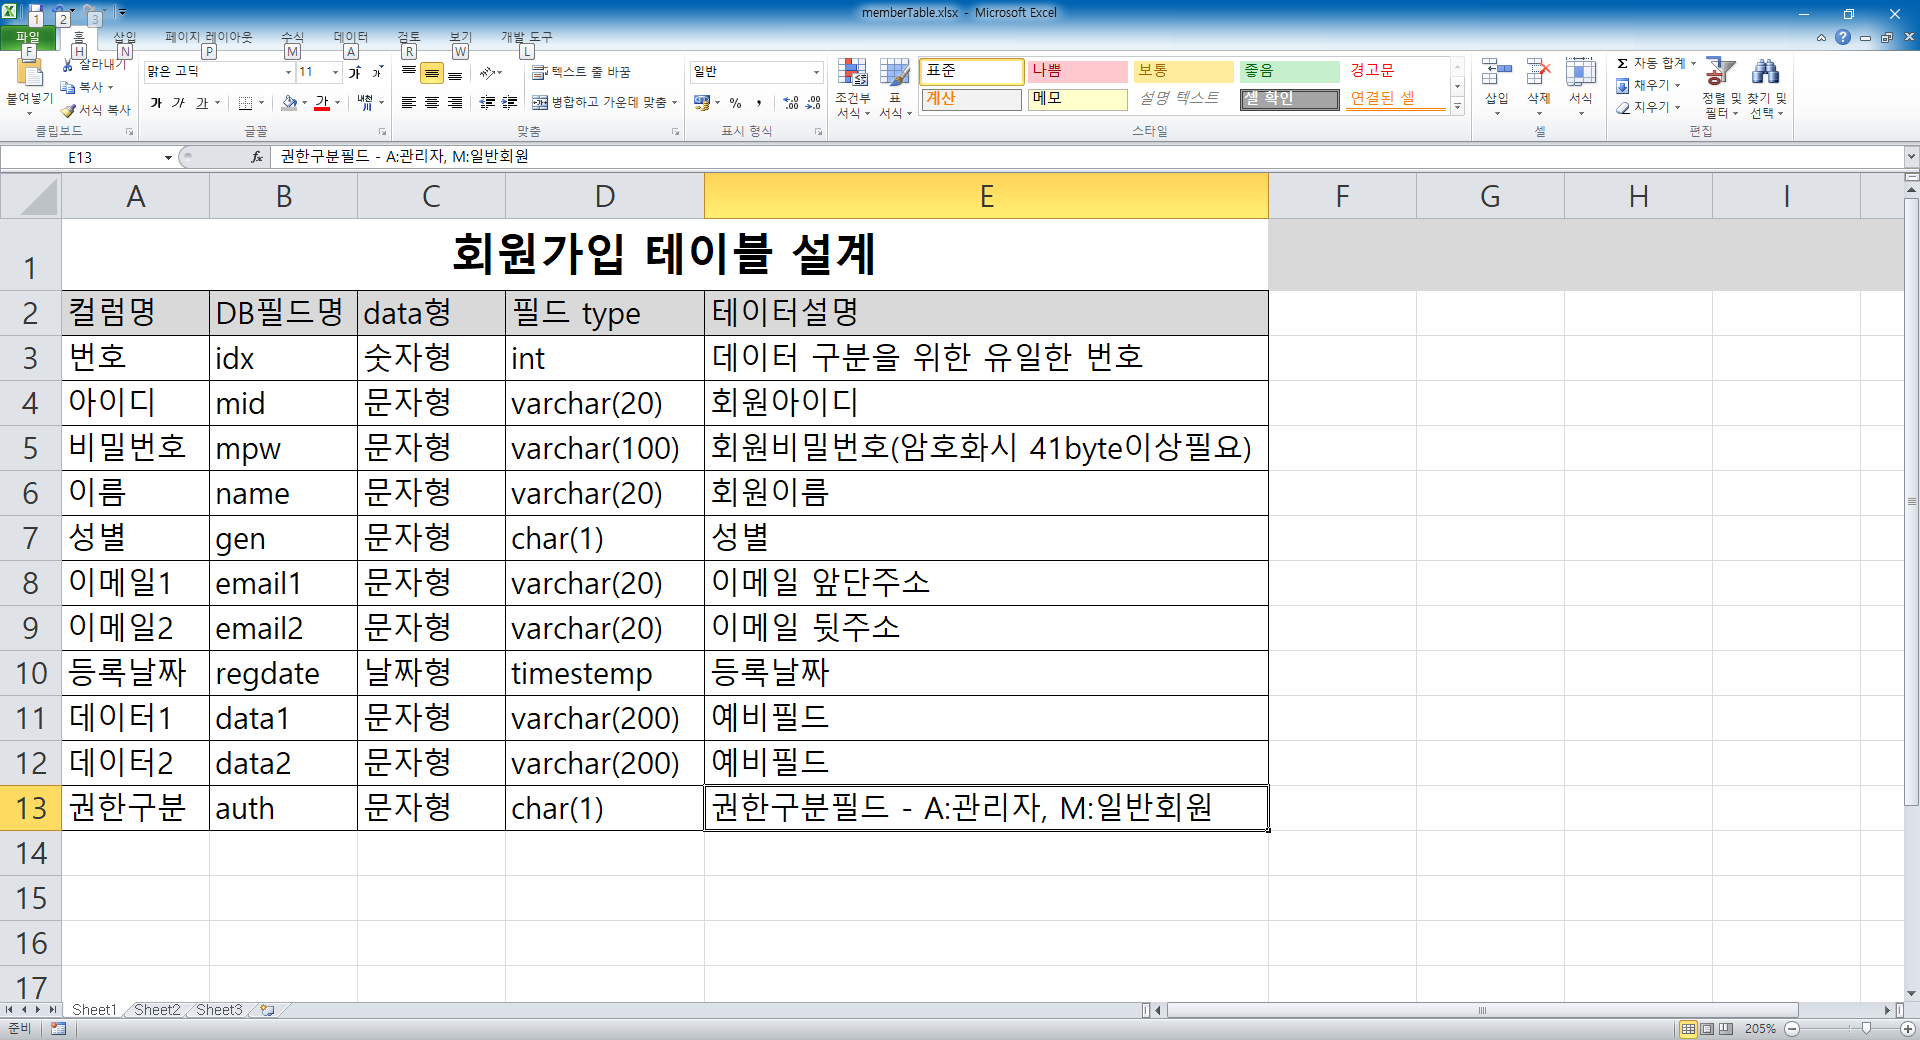 memberTable.xlsx - Microsoft Excel
1 2 3
파일 홈 삽입 페이지 레이아웃 수식 데이터 검토 보기 개발 도구
F H N P M A R W L
붙여넣기 잘라내기
복사
서식 복사
클립보드
맑은 고딕 11
가 가 가
글꼴
텍스트 줄 바꿈
병합하고 가운데 맞춤
맞춤
일반
표시 형식
조건부 서식 표 서식
표준 나쁨 보통 좋음 경고문
계산 메모 설명 텍스트 셀 확인 연결된 셀
스타일
삽입 삭제 서식
셀
Σ 자동 합계
채우기
지우기
정렬 및 필터 찾기 및 선택
편집
E13 fx 권한구분필드 - A:관리자, M:일반회원
A B C D E F G H I
1 회원가입 테이블 설계
2 컬럼명 DB필드명 data형 필드 type 테이터설명
3 번호 idx 숫자형 int 데이터 구분을 위한 유일한 번호
4 아이디 mid 문자형 varchar(20) 회원아이디
5 비밀번호 mpw 문자형 varchar(100) 회원비밀번호(암호화시 41byte이상필요)
6 이름 name 문자형 varchar(20) 회원이름
7 성별 gen 문자형 char(1) 성별
8 이메일1 email1 문자형 varchar(20) 이메일 앞단주소
9 이메일2 email2 문자형 varchar(20) 이메일 뒷주소
10 등록날짜 regdate 날짜형 timestemp 등록날짜
11 데이터1 data1 문자형 varchar(200) 예비필드
12 데이터2 data2 문자형 varchar(200) 예비필드
13 권한구분 auth 문자형 char(1) 권한구분필드 - A:관리자, M:일반회원
14
15
16
17
Sheet1 Sheet2 Sheet3
준비 205%